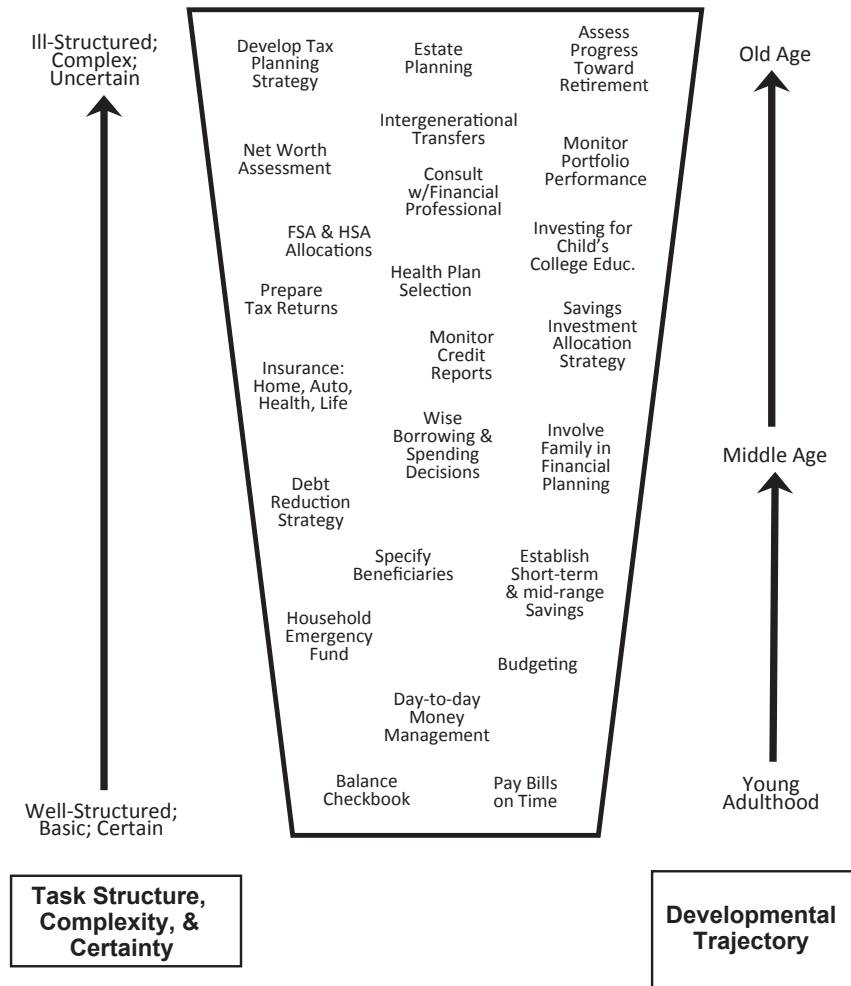 Ill-Structured;
Complex;
Uncertain
Well-Structured;
Basic; Certain
Task Structure,
Complexity, &
Certainty
Develop Tax
Planning
Strategy
Estate
Planning
Assess
Progress
Toward
Retirement
Intergenerational
Transfers
Net Worth
Assessment
Monitor
Portfolio
Performance
Consult
w/Financial
Professional
FSA & HSA
Allocations
Investing for
Child's
College Educ.
Health Plan
Selection
Prepare
Tax Returns
Savings
Investment
Allocation
Strategy
Monitor
Credit
Reports
Insurance:
Home, Auto,
Health, Life
Wise
Borrowing &
Spending
Decisions
Involve
Family in
Financial
Planning
Debt
Reduction
Strategy
Specify
Beneficiaries
Establish
Short-term
& mid-range
Savings
Household
Emergency
Fund
Budgeting
Day-to-day
Money
Management
Balance
Checkbook
Pay Bills
on Time
Old Age
Middle Age
Young
Adulthood
Developmental
Trajectory